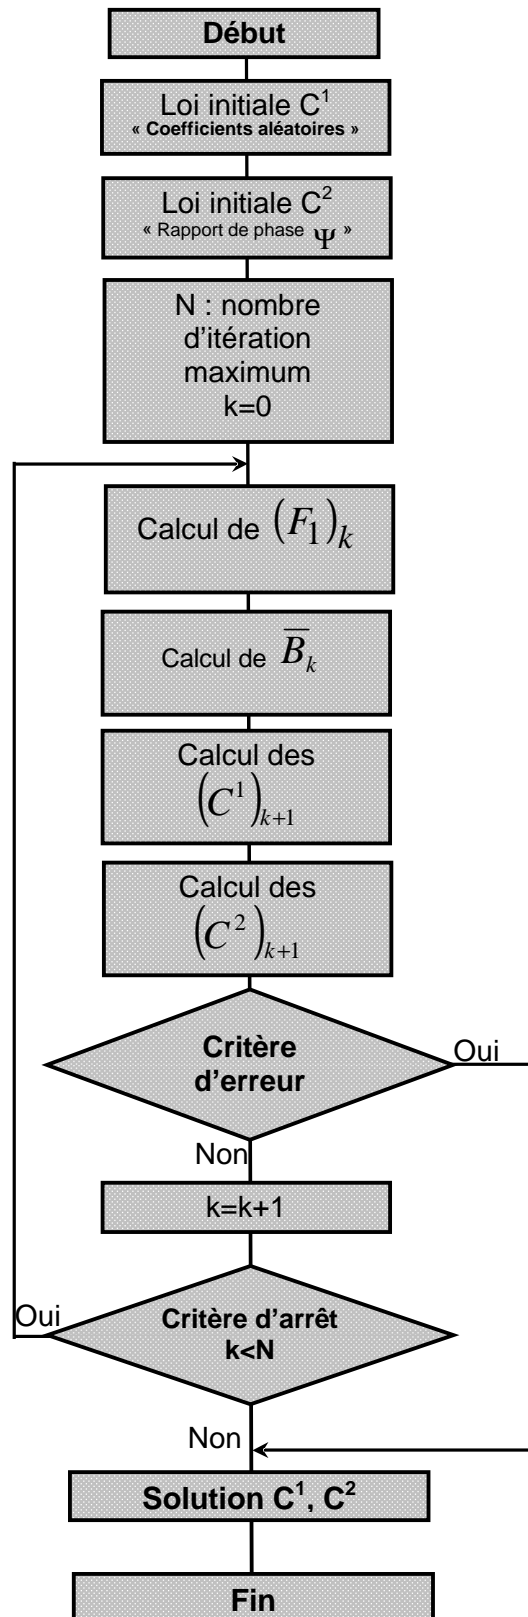 Début
Loi initiale C¹
« Coefficients aléatoires »
Loi initiale C²
« Rapport de phase Ψ »
N : nombre
d'itération
maximum
k=0
Calcul de (F₁)ₖ
Calcul de B̅ₖ
Calcul des
(C¹)ₖ₊₁
Calcul des
(C²)ₖ₊₁
Critère
d'erreur
Oui
Non
k=k+1
Oui
Critère d'arrêt
k<N
Non
Solution C¹, C²
Fin